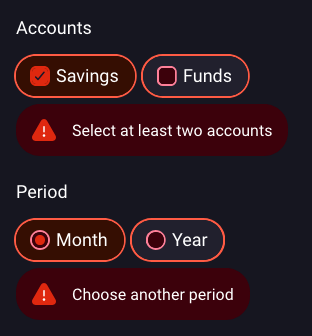 Accounts
Savings Funds
Select at least two accounts
Period
Month Year
Choose another period